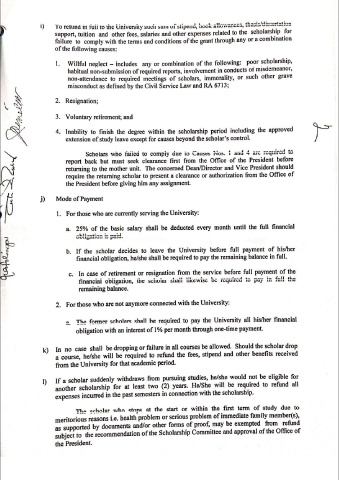 i) To refund in full to the University such sum of stipend, book allowances, thesis/dissertation
support, tuition and other fees, salaries and other expenses related to the scholarship for
failure to comply with the terms and conditions of the grant through any or a combination
of the following causes:
1. Willful neglect – includes any or combination of the following: poor scholarship,
habitual non-submission of required reports, involvement in conducts of misdemeanor,
non-attendance to required meetings of scholars, immorality, or such other grave
misconduct as defined by the Civil Service Law and RA 6713;
2. Resignation;
3. Voluntary retirement; and
4. Inability to finish the degree within the scholarship period including the approved
extension of study leave except for causes beyond the scholar's control.
Scholars who failed to comply due to Causes Nos. 1 and 4 are required to
report back but must seek clearance first from the Office of the President before
returning to the mother unit. The concerned Dean/Director and Vice President should
require the returning scholar to present a clearance or authorization from the Office of
the President before giving him any assignment.
j) Mode of Payment
1. For those who are currently serving the University:
a. 25% of the basic salary shall be deducted every month until the full financial
obligation is paid.
b. If the scholar decides to leave the University before full payment of his/her
financial obligation, he/she shall be required to pay the remaining balance in full.
c. In case of retirement or resignation from the service before full payment of the
financial obligation, the scholar shall likewise be required to pay in full the
remaining balance.
2. For those who are not anymore connected with the University:
a. The former scholars shall be required to pay the University all his/her financial
obligation with an interest of 1% per month through one-time payment.
k) In no case shall be dropping or failure in all courses be allowed. Should the scholar drop
a course, he/she will be required to refund the fees, stipend and other benefits received
from the University for that academic period.
l) If a scholar suddenly withdraws from pursuing studies, he/she would not be eligible for
another scholarship for at least two (2) years. Ha/She will be required to refund all
expenses incurred in the past semesters in connection with the scholarship.
The scholar who stops at the start or within the first term of study due to
meritorious reasons i.e. health problem or serious problem of immediate family member(s),
as supported by documents and/or other forms of proof, may be exempted from refund
subject to the recommendation of the Scholarship Committee and approval of the Office of
the President.